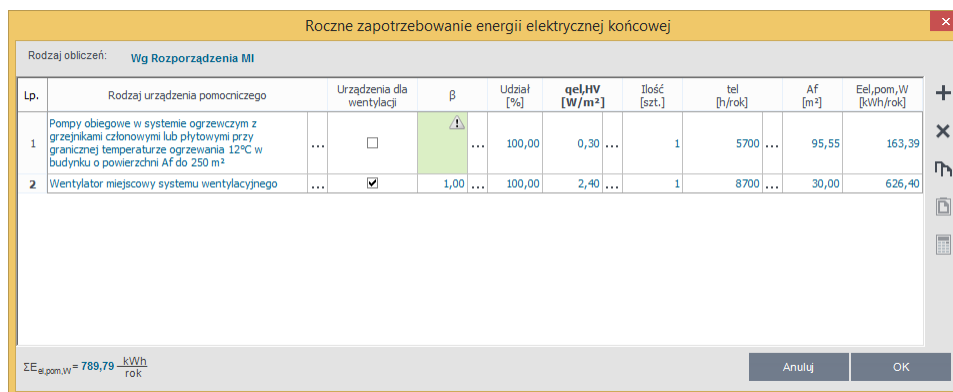 Roczne zapotrzebowanie energii elektrycznej końcowej
Rodzaj obliczeń: Wg Rozporządzenia MI
Lp. Rodzaj urządzenia pomocniczego Urządzenia dla wentylacji β Udział [%] qel,HV [W/m²] Ilość [szt.] tel [h/rok] Af [m²] Eel,pom,W [kWh/rok]
1 Pompy obiegowe w systemie ogrzewczym z
grzejnikami członowymi lub płytowymi przy
granicznej temperaturze ogrzewania 12°C w
budynku o powierzchni Af do 250 m²
... ... 100,00 0,30 ... 1 5700 ... 95,55 163,39
2 Wentylator miejscowy systemu wentylacyjnego ... 1,00 ... 100,00 2,40 ... 1 8700 ... 30,00 626,40
ΣEel,pom,W= 789,79 kWh
rok
Anuluj OK